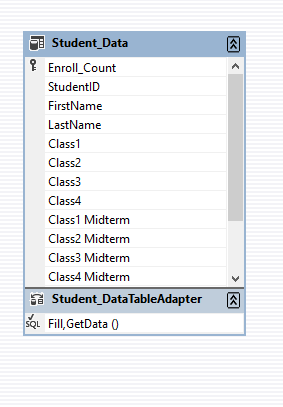 Student_Data
Enroll_Count
StudentID
FirstName
LastName
Class1
Class2
Class3
Class4
Class1 Midterm
Class2 Midterm
Class3 Midterm
Class4 Midterm
Student_DataTableAdapter
SQL Fill,GetData ()